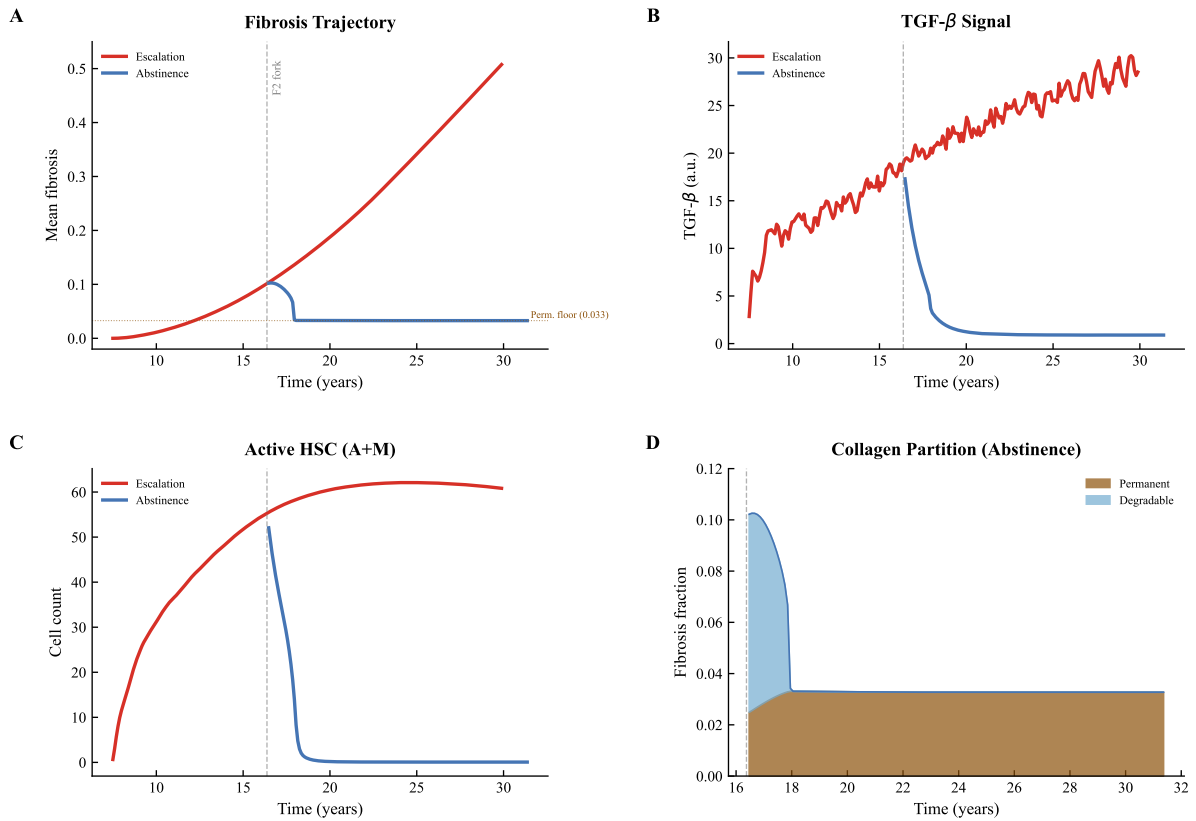 A
Fibrosis Trajectory
Escalation
Abstinence
F2 fork
Perm. floor (0.033)
Mean fibrosis
0.5
0.4
0.3
0.2
0.1
0.0
10 15 20 25 30
Time (years)
B
TGF-β Signal
Escalation
Abstinence
TGF-β (a.u.)
30
25
20
15
10
5
0
10 15 20 25 30
Time (years)
C
Active HSC (A+M)
Escalation
Abstinence
Cell count
60
50
40
30
20
10
0
10 15 20 25 30
Time (years)
D
Collagen Partition (Abstinence)
Permanent
Degradable
Fibrosis fraction
0.12
0.10
0.08
0.06
0.04
0.02
0.00
16 18 20 22 24 26 28 30 32
Time (years)